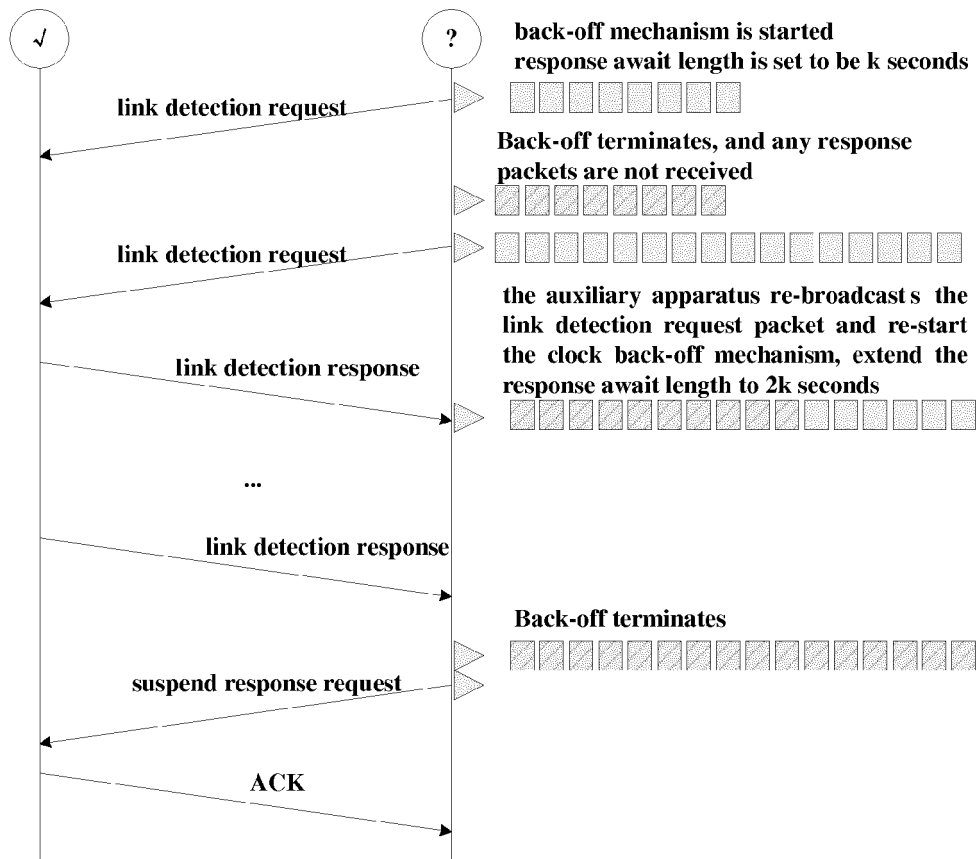 √
?
back-off mechanism is started
response await length is set to be k seconds
link detection request
Back-off terminates, and any response
packets are not received
link detection request
the auxiliary apparatus re-broadcasts the
link detection request packet and re-start
the clock back-off mechanism, extend the
response await length to 2k seconds
link detection response
...
link detection response
Back-off terminates
suspend response request
ACK